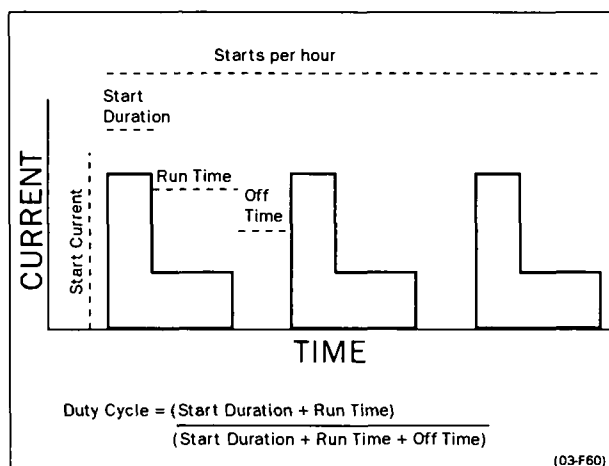 Starts per hour
Start
Duration
Run Time
Off
Time
Start Current
CURRENT
TIME
Duty Cycle = (Start Duration + Run Time)
(Start Duration + Run Time + Off Time)
(03-F60)